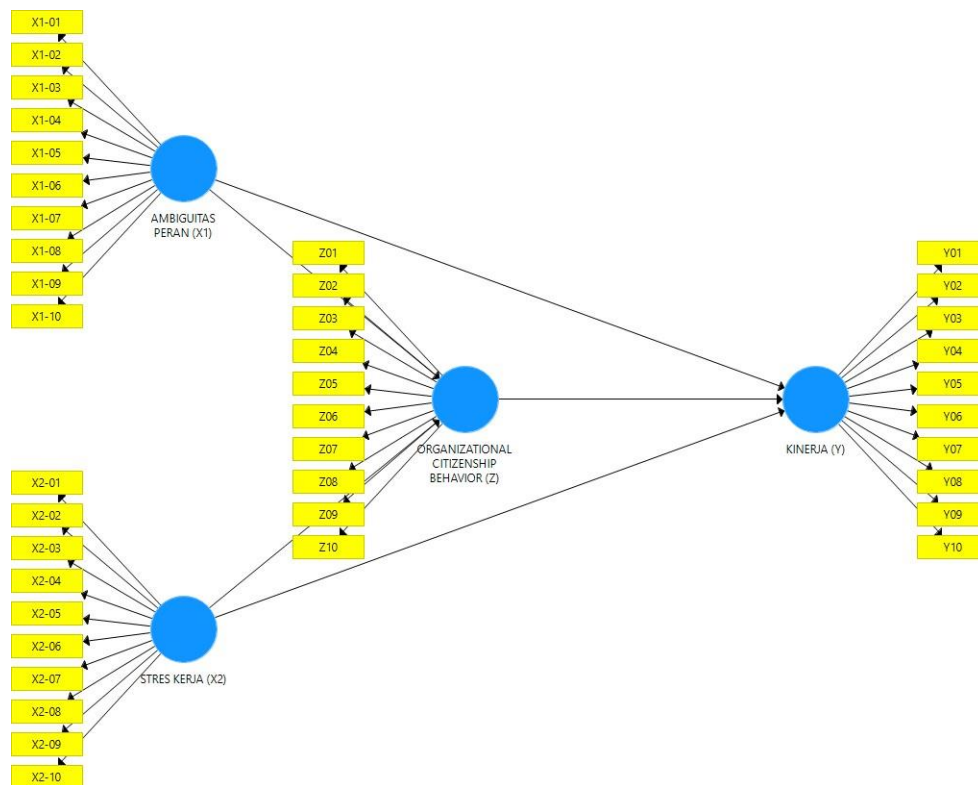 X1-01
X1-02
X1-03
X1-04
X1-05
X1-06
X1-07
X1-08
X1-09
X1-10
AMBIGUITAS
PERAN (X1)
Z01
Z02
Z03
Z04
Z05
Z06
Z07
Z08
Z09
Z10
ORGANIZATIONAL
CITIZENSHIP
BEHAVIOR (Z)
Y01
Y02
Y03
Y04
Y05
Y06
Y07
Y08
Y09
Y10
KINERJA (Y)
X2-01
X2-02
X2-03
X2-04
X2-05
X2-06
X2-07
X2-08
X2-09
X2-10
STRES KERJA (X2)